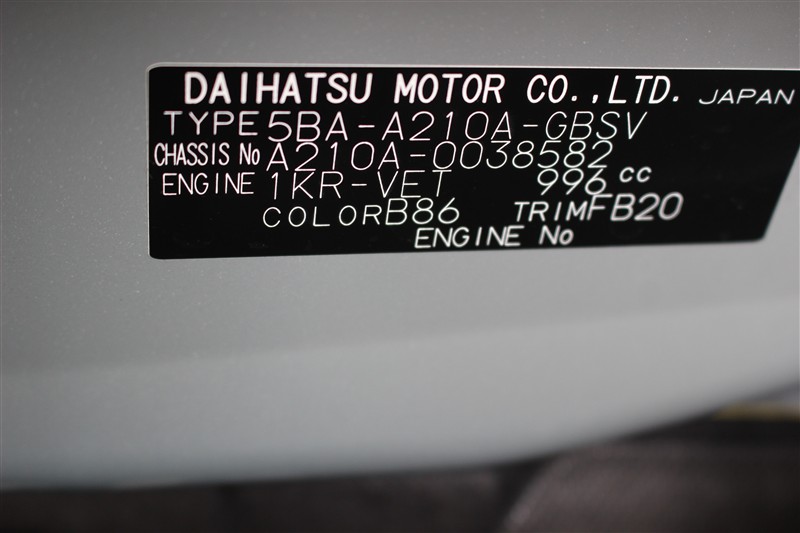 DAIHATSU MOTOR CO.,LTD. JAPAN
TYPE 5BA-A210A-GBSV
CHASSIS No A210A-0038582
ENGINE 1KR-VET 996 cc
COLOR B86 TRIM FB20
ENGINE No